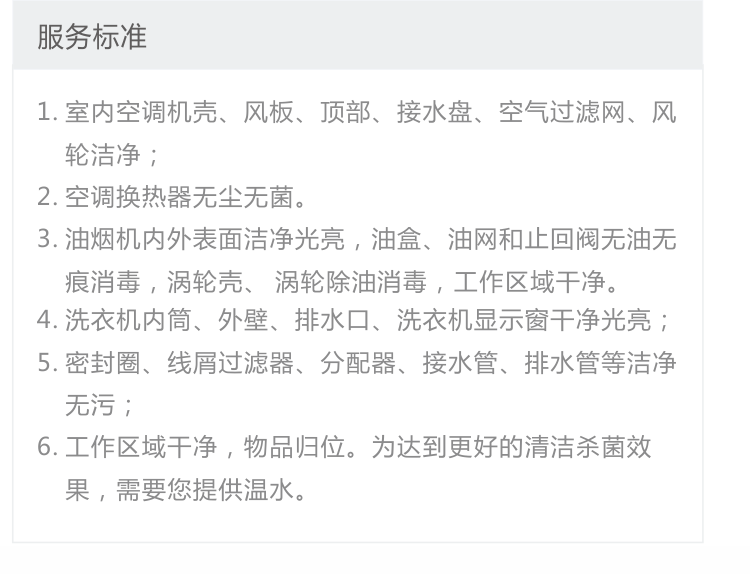 服务标准
1. 室内空调机壳、风板、顶部、接水盘、空气过滤网、风
轮洁净；
2. 空调换热器无尘无菌。
3. 油烟机内外表面洁净光亮，油盒、油网和止回阀无油无
痕消毒，涡轮壳、 涡轮除油消毒，工作区域干净。
4. 洗衣机内筒、外壁、排水口、洗衣机显示窗干净光亮；
5. 密封圈、线屑过滤器、分配器、接水管、排水管等洁净
无污；
6. 工作区域干净，物品归位。为达到更好的清洁杀菌效
果，需要您提供温水。